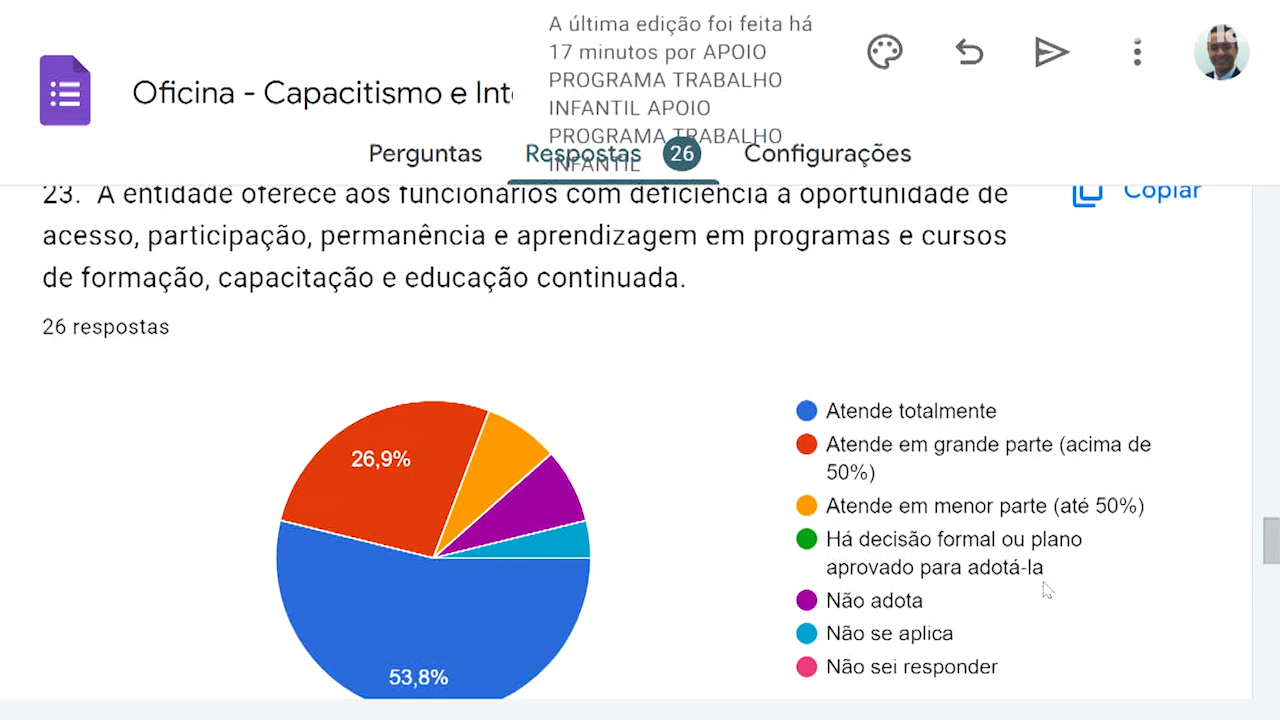 A última edição foi feita há
17 minutos por APOIO
PROGRAMA TRABALHO
INFANTIL APOIO
PROGRAMA TRABALHO
INFANTIL
Oficina - Capacitismo e Int
Perguntas
Respostas 26
Configurações
23. A entidade oferece aos funcionários com deficiência a oportunidade de
acesso, participação, permanência e aprendizagem em programas e cursos
de formação, capacitação e educação continuada.
Copiar
26 respostas
26,9%
53,8%
Atende totalmente
Atende em grande parte (acima de
50%)
Atende em menor parte (até 50%)
Há decisão formal ou plano
aprovado para adotá-la
Não adota
Não se aplica
Não sei responder